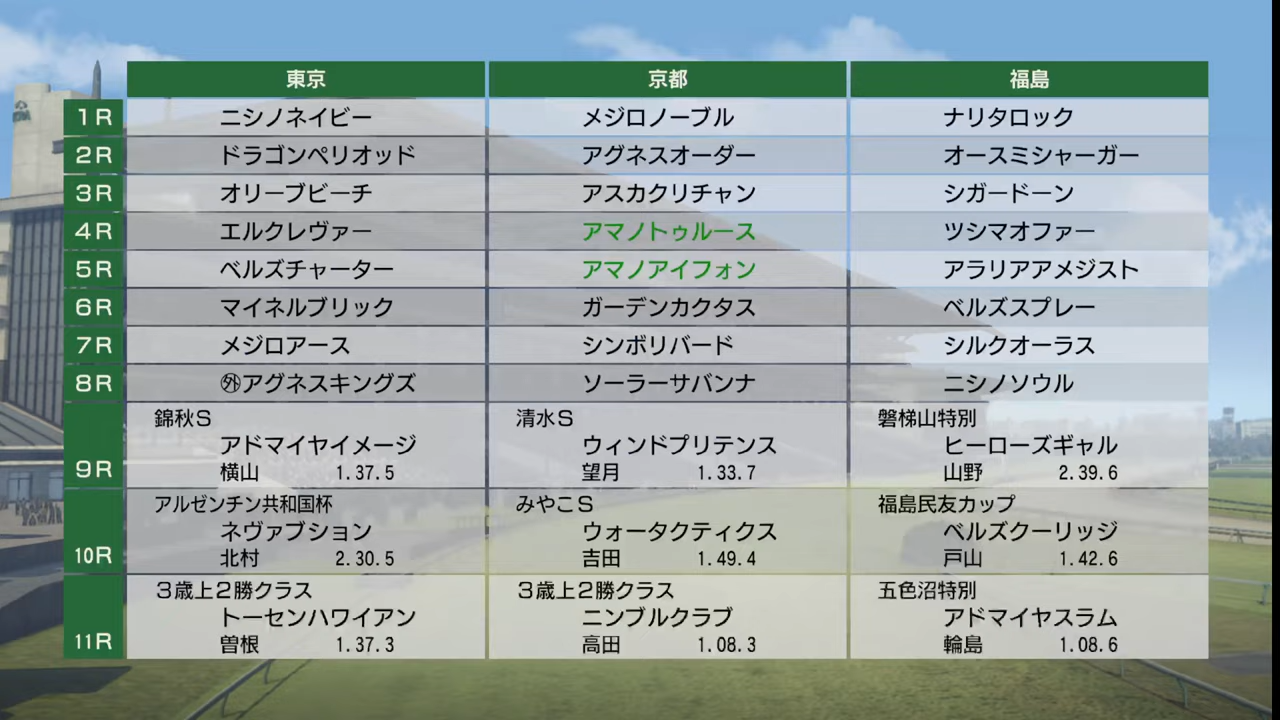 東京 京都 福島
1R ニシノネイビー メジロノーブル ナリタロック
2R ドラゴンペリオッド アグネスオーダー オースミシャーガー
3R オリーブビーチ アスカクリチャン シガードーン
4R エルクレヴァー アマノトゥルース ツシマオファー
5R ベルズチャーター アマノアイフォン アラリアアメジスト
6R マイネルブリック ガーデンカクタス ベルズスプレー
7R メジロアース シンボリバード シルクオーラス
8R ㊕アグネスキングズ ソーラーサバンナ ニシノソウル
錦秋S 清水S 磐梯山特別
アドマイヤイメージ ウィンドプリテンス ヒーローズギャル
9R 横山 1.37.5 望月 1.33.7 山野 2.39.6
アルゼンチン共和国杯 みやこS 福島民友カップ
ネヴァブション ウォータクティクス ベルズクーリッジ
10R 北村 2.30.5 吉田 1.49.4 戸山 1.42.6
3歳上2勝クラス 3歳上2勝クラス 五色沼特別
トーセンハワイアン ニンブルクラブ アドマイヤスラム
11R 曽根 1.37.3 高田 1.08.3 輪島 1.08.6